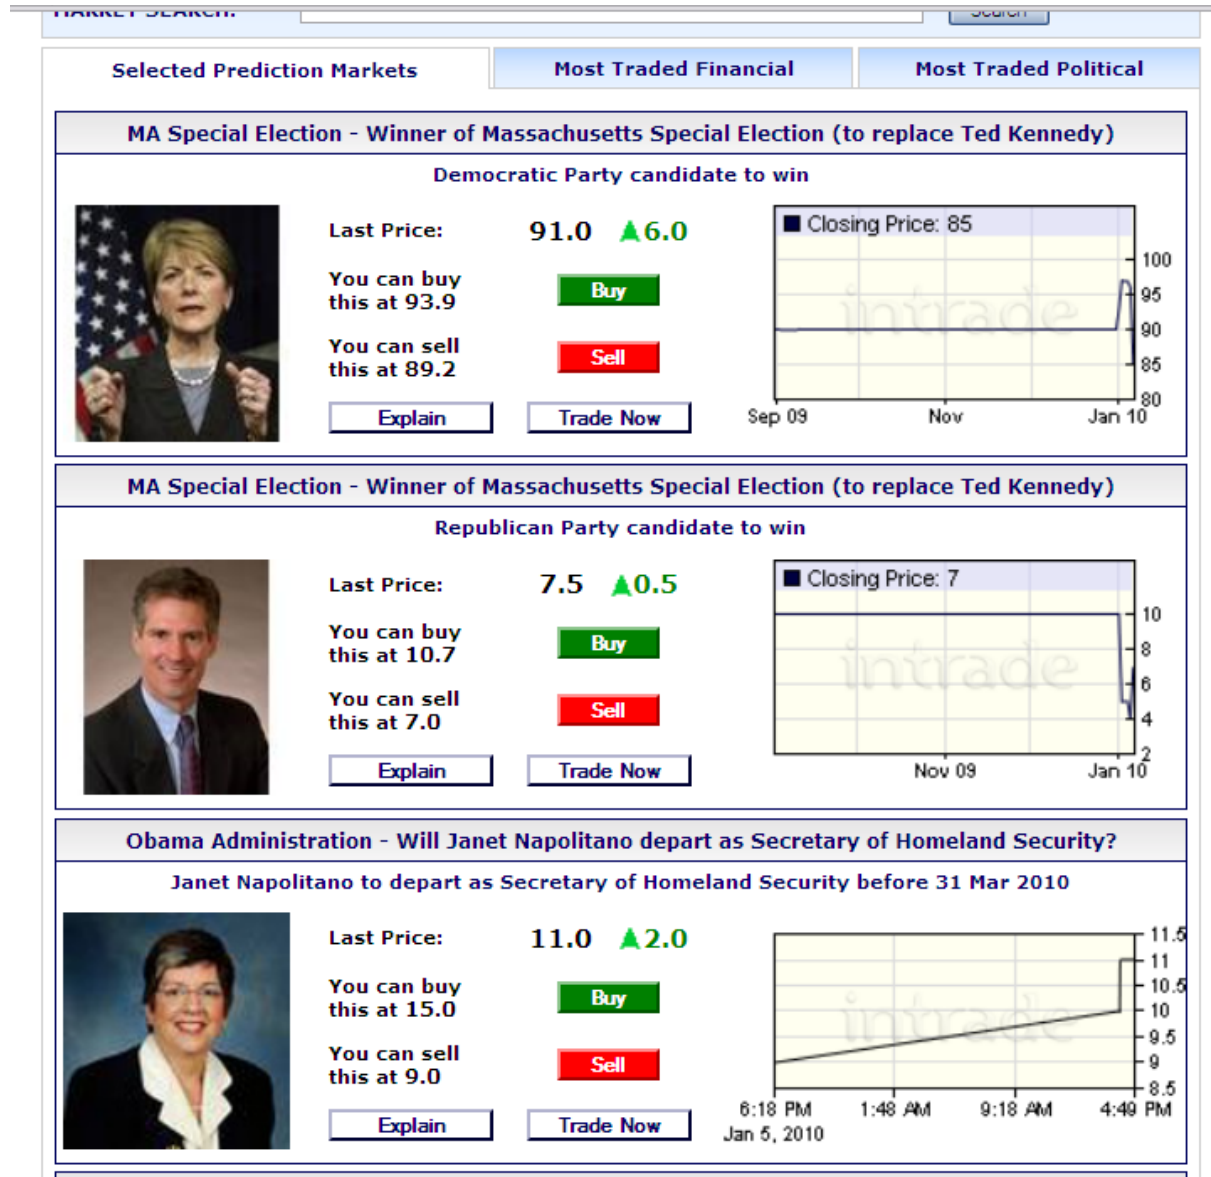 MARKET SEARCH:
Search
Selected Prediction Markets
Most Traded Financial
Most Traded Political
MA Special Election - Winner of Massachusetts Special Election (to replace Ted Kennedy)
Democratic Party candidate to win
Last Price:
91.0
6.0
You can buy
this at 93.9
Buy
You can sell
this at 89.2
Sell
Explain
Trade Now
Closing Price: 85
intrade
100
95
90
85
80
Sep 09
Nov
Jan 10
MA Special Election - Winner of Massachusetts Special Election (to replace Ted Kennedy)
Republican Party candidate to win
Last Price:
7.5
0.5
You can buy
this at 10.7
Buy
You can sell
this at 7.0
Sell
Explain
Trade Now
Closing Price: 7
intrade
10
8
6
4
2
Nov 09
Jan 10
Obama Administration - Will Janet Napolitano depart as Secretary of Homeland Security?
Janet Napolitano to depart as Secretary of Homeland Security before 31 Mar 2010
Last Price:
11.0
2.0
You can buy
this at 15.0
Buy
You can sell
this at 9.0
Sell
Explain
Trade Now
intrade
11.5
11
10.5
10
9.5
9
8.5
6:18 PM
1:48 AM
9:18 AM
4:49 PM
Jan 5, 2010